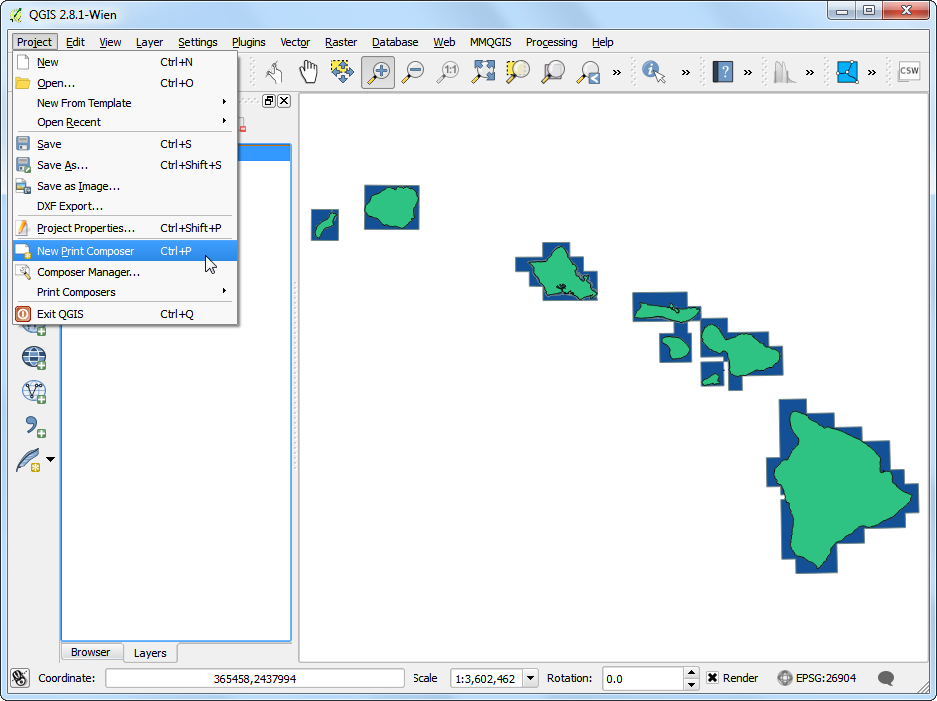 QGIS 2.8.1-Wien
Project Edit View Layer Settings Plugins Vector Raster Database Web MMQGIS Processing Help
New Ctrl+N
Open... Ctrl+O
New From Template
Open Recent
Save Ctrl+S
Save As... Ctrl+Shift+S
Save as Image...
DXF Export...
Project Properties... Ctrl+Shift+P
New Print Composer Ctrl+P
Composer Manager...
Print Composers
Exit QGIS Ctrl+Q
1:1
CSW
Browser Layers
Coordinate: 365458,2437994 Scale 1:3,602,462 Rotation: 0.0 Render EPSG:26904